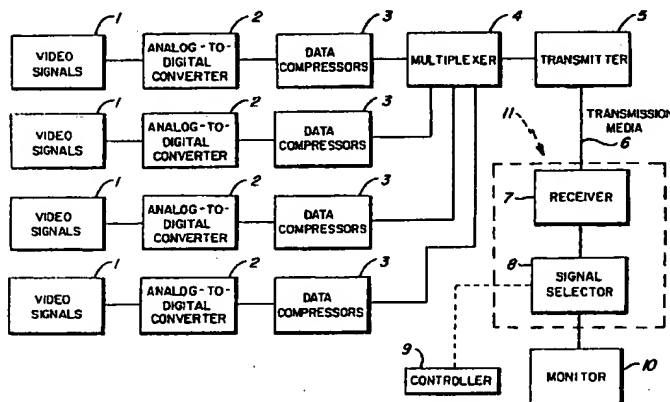 1
VIDEO
SIGNALS
2
ANALOG-TO-
DIGITAL
CONVERTER
3
DATA
COMPRESSORS
4
MULTIPLEXER
5
TRANSMITTER
1
VIDEO
SIGNALS
2
ANALOG-TO-
DIGITAL
CONVERTER
3
DATA
COMPRESSORS
1
VIDEO
SIGNALS
2
ANALOG-TO-
DIGITAL
CONVERTER
3
DATA
COMPRESSORS
1
VIDEO
SIGNALS
2
ANALOG-TO-
DIGITAL
CONVERTER
3
DATA
COMPRESSORS
TRANSMISSION
MEDIA
6
11
7
RECEIVER
8
SIGNAL
SELECTOR
9
CONTROLLER
MONITOR
10